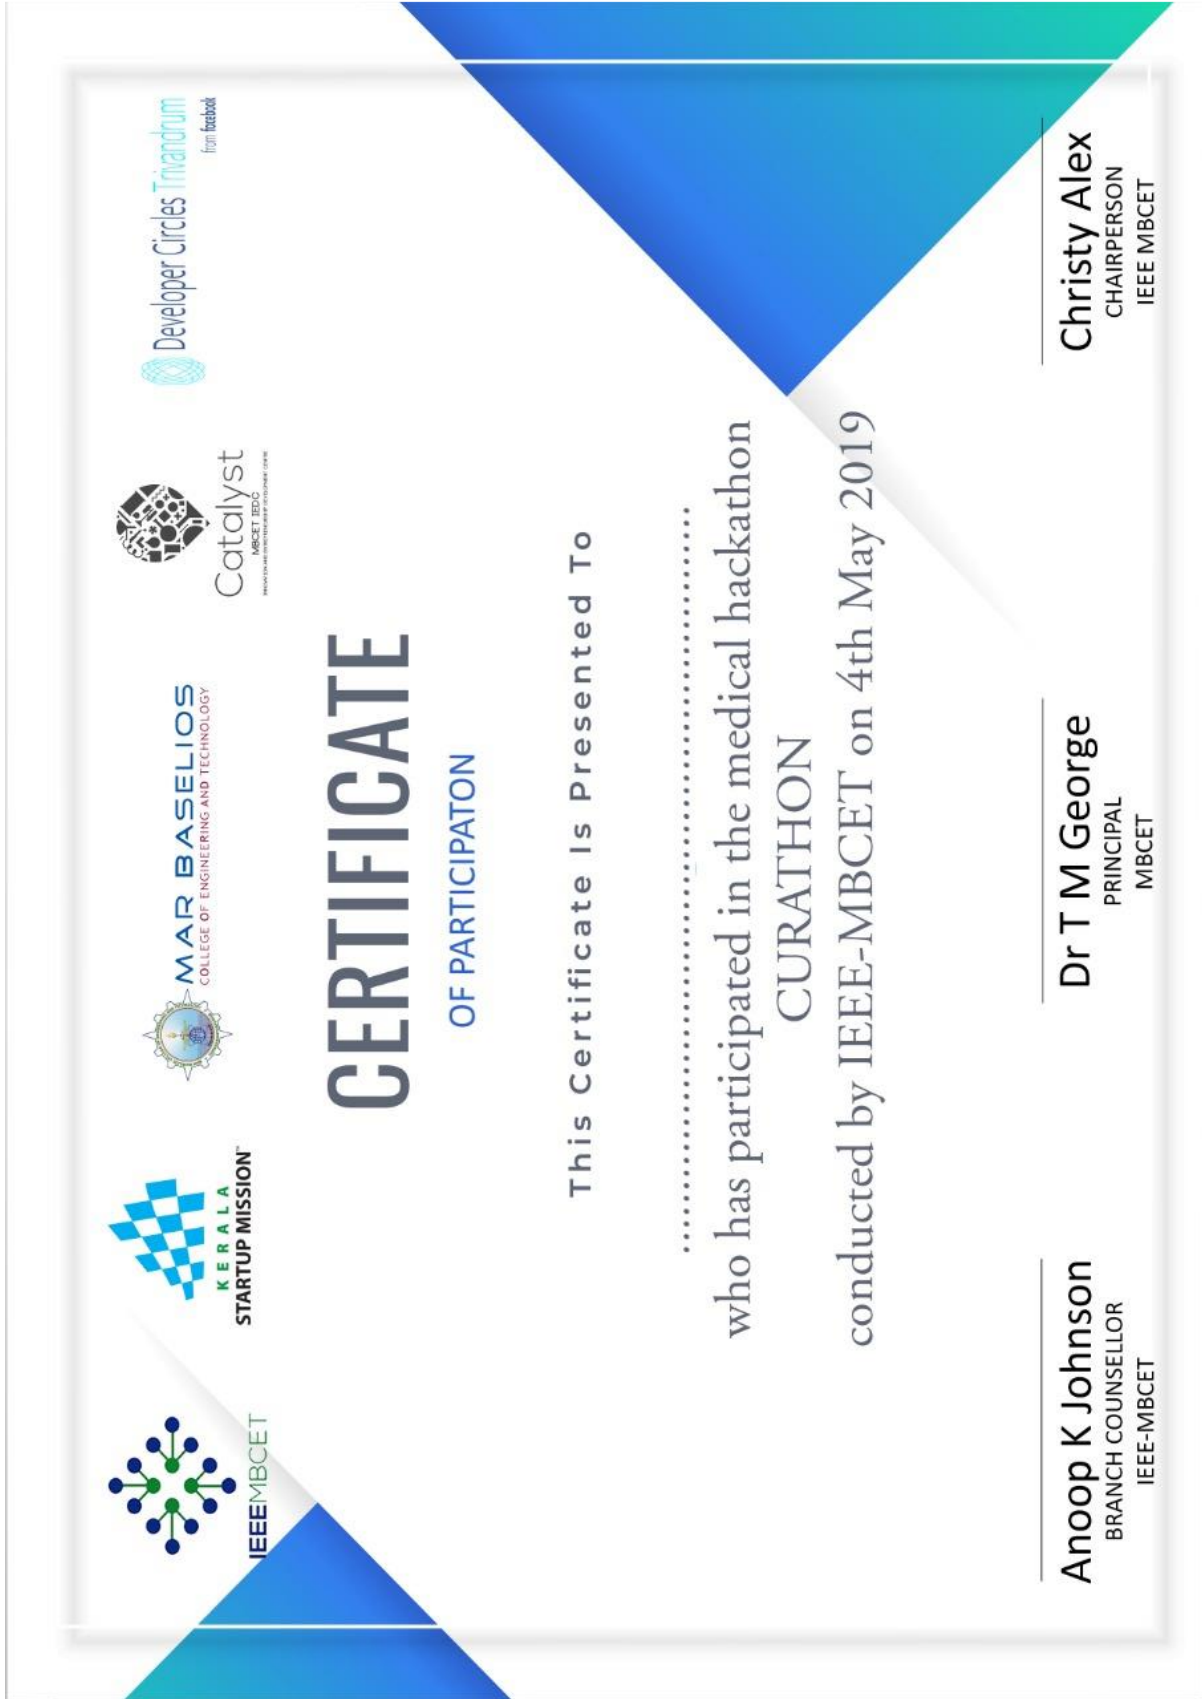 IEEEMBCET
KERALA
STARTUP MISSION
MAR BASELIOS
COLLEGE OF ENGINEERING AND TECHNOLOGY
Catalyst
MBCET IEDC
Developer Circles Trivandrum
from facebook
CERTIFICATE
OF PARTICIPATON
This Certificate Is Presented To
who has participated in the medical hackathon
CURATHON
conducted by IEEE-MBCET on 4th May 2019
Anoop K Johnson
BRANCH COUNSELLOR
IEEE-MBCET
Dr T M George
PRINCIPAL
MBCET
Christy Alex
CHAIRPERSON
IEEE MBCET